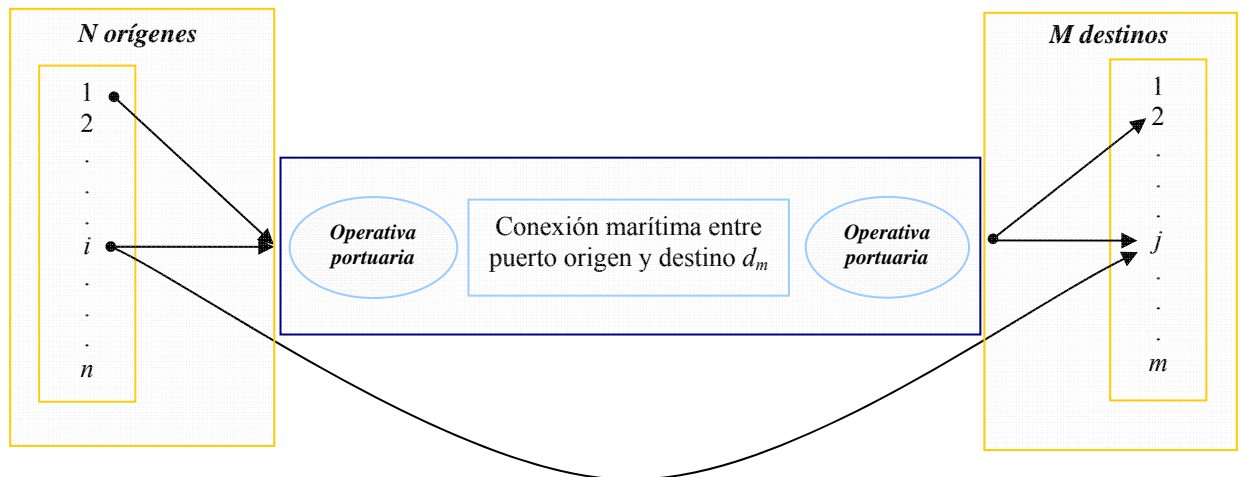 N orígenes
1
2
.
.
.
i
.
.
.
n
Operativa
portuaria
Conexión marítima entre
puerto origen y destino dm
Operativa
portuaria
M destinos
1
2
.
.
.
j
.
.
.
m